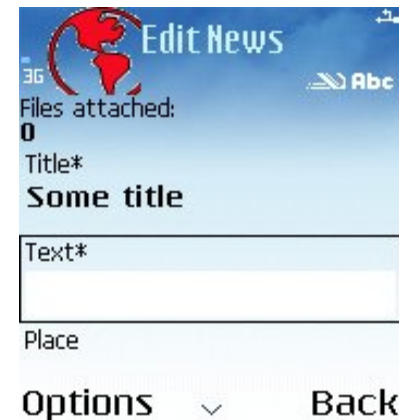 Edit News
3G
Abc
Files attached:
0
Title*
Some title
Text*
Place
Options Back